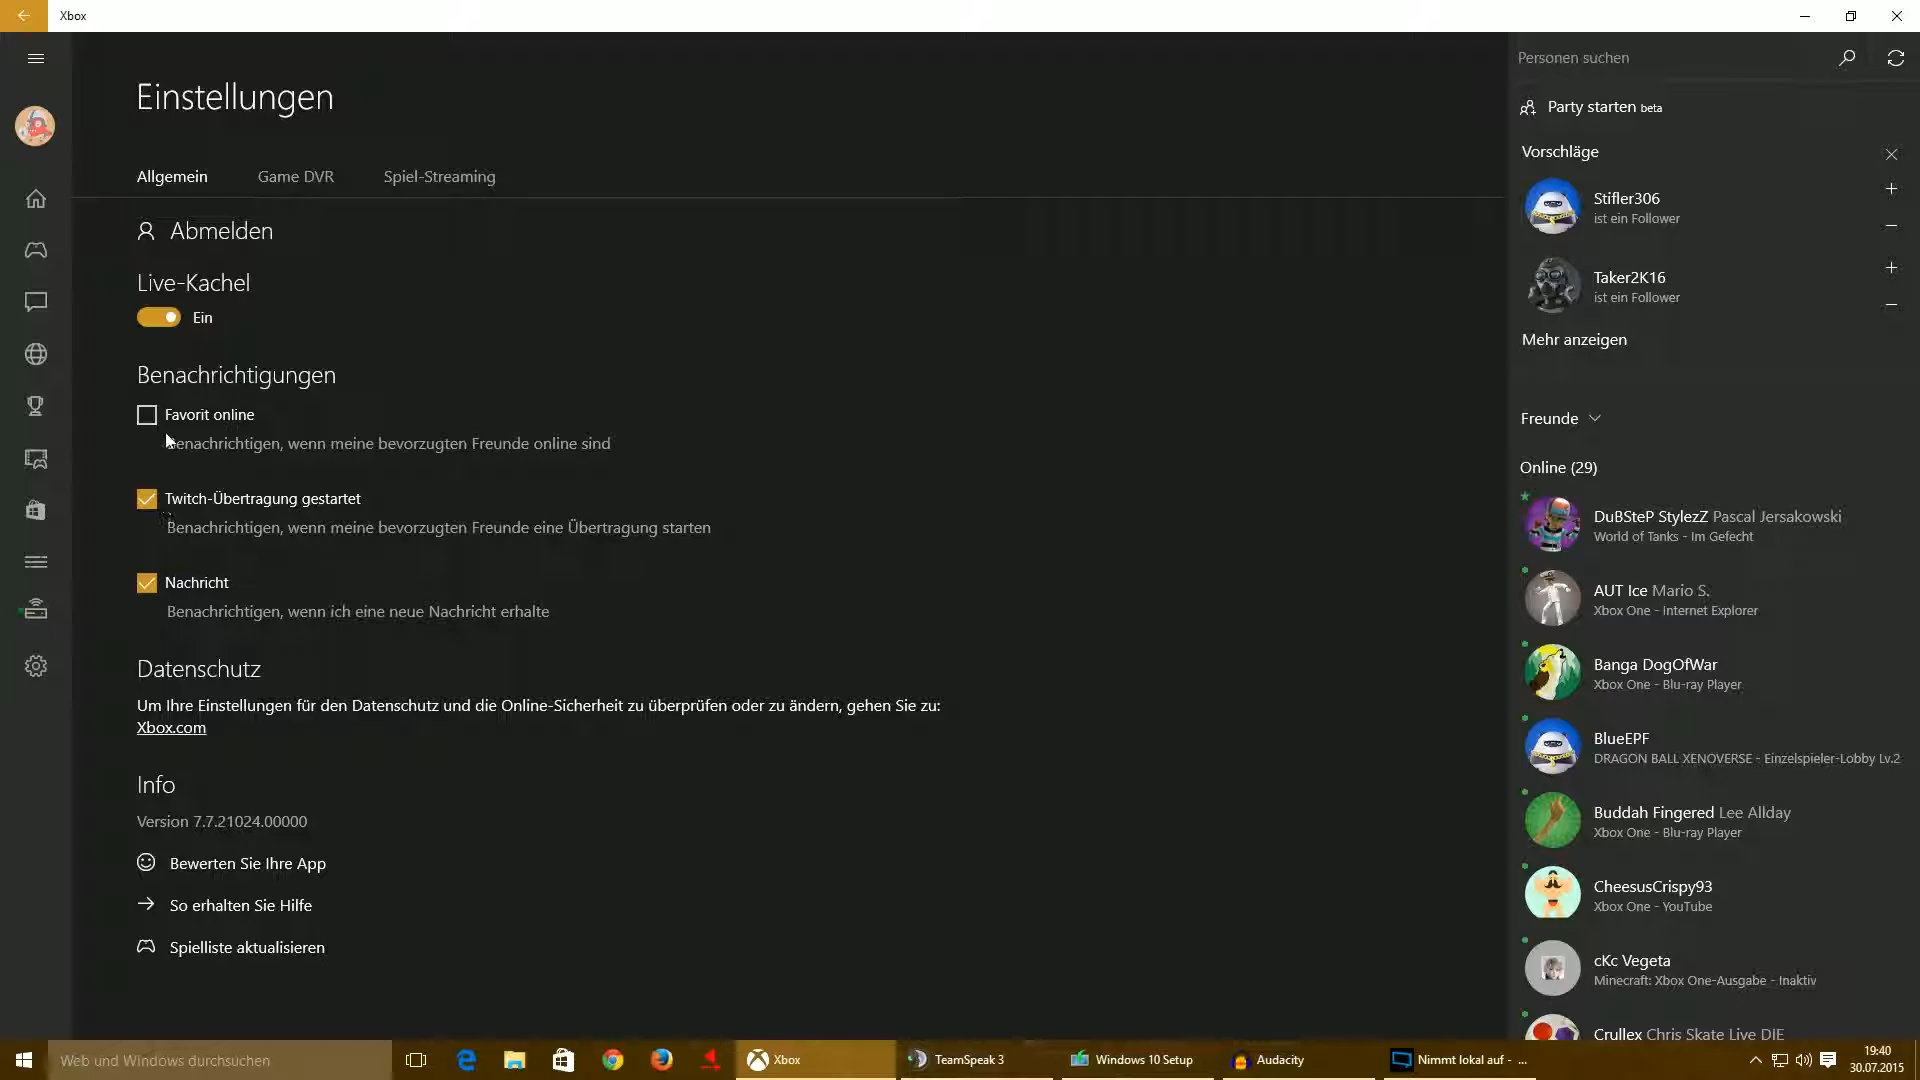 Xbox
Einstellungen
Allgemein
Game DVR
Spiel-Streaming
Abmelden
Live-Kachel
Ein
Benachrichtigungen
Favorit online
Benachrichtigen, wenn meine bevorzugten Freunde online sind
Twitch-Übertragung gestartet
Benachrichtigen, wenn meine bevorzugten Freunde eine Übertragung starten
Nachricht
Benachrichtigen, wenn ich eine neue Nachricht erhalte
Datenschutz
Um Ihre Einstellungen für den Datenschutz und die Online-Sicherheit zu überprüfen oder zu ändern, gehen Sie zu:
Xbox.com
Info
Version 7.7.21024.00000
Bewerten Sie Ihre App
So erhalten Sie Hilfe
Spielliste aktualisieren
Personen suchen
Party starten beta
Vorschläge
Stifler306
ist ein Follower
Taker2K16
ist ein Follower
Mehr anzeigen
Freunde
Online (29)
DuBSteP StylezZ Pascal Jersakowski
World of Tanks - Im Gefecht
AUT Ice Mario S.
Xbox One - Internet Explorer
Banga DogOfWar
Xbox One - Blu-ray Player
BlueEPF
DRAGON BALL XENOVERSE - Einzelspieler-Lobby Lv.2
Buddah Fingered Lee Allday
Xbox One - Blu-ray Player
CheesusCrispy93
Xbox One - YouTube
cKc Vegeta
Minecraft: Xbox One-Ausgabe - Inaktiv
Crullex Chris Skate Live DIE
Web und Windows durchsuchen
Xbox
TeamSpeak 3
Windows 10 Setup
Audacity
Nimmt lokal auf - ...
19:40
30.07.2015